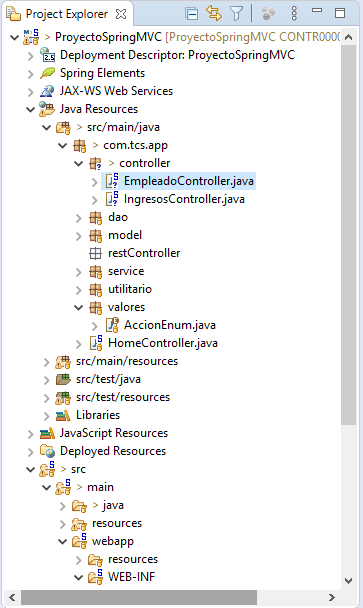 Project Explorer
> ProyectoSpringMVC [ProyectoSpringMVC CONTR0000
Deployment Descriptor: ProyectoSpringMVC
Spring Elements
JAX-WS Web Services
Java Resources
> src/main/java
> com.tcs.app
> controller
EmpleadoController.java
IngresosController.java
dao
model
restController
service
utilitario
valores
AccionEnum.java
HomeController.java
src/main/resources
src/test/java
src/test/resources
Libraries
JavaScript Resources
Deployed Resources
> src
> main
> java
resources
webapp
resources
WEB-INF